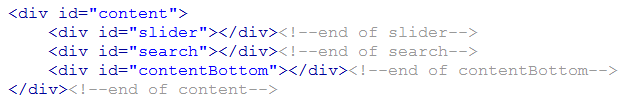 <div id="content">
    <div id="slider"></div><!--end of slider-->
    <div id="search"></div><!--end of search-->
    <div id="contentBottom"></div><!--end of contentBottom-->
</div><!--end of content-->